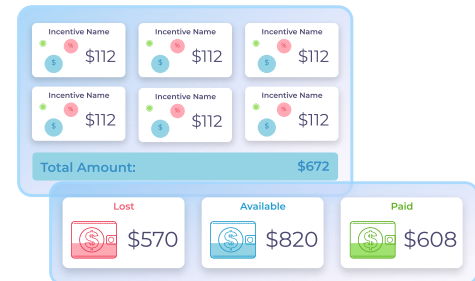 Incentive Name Incentive Name Incentive Name
$ % $112 $ % $112 $ % $112
Incentive Name Incentive Name Incentive Name
$ % $112 $ % $112 $ % $112
Total Amount: $672
Lost Available Paid
$ $570 $ $820 $ $608